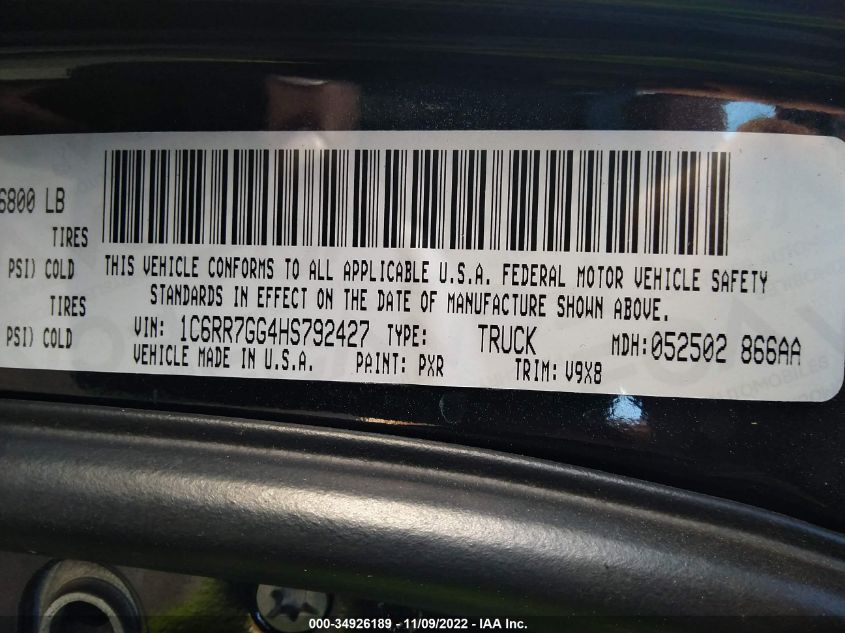 6800 LB
TIRES
PSI) COLD
TIRES
PSI) COLD
THIS VEHICLE CONFORMS TO ALL APPLICABLE U.S.A. FEDERAL MOTOR VEHICLE SAFETY
STANDARDS IN EFFECT ON THE DATE OF MANUFACTURE SHOWN ABOVE.
VIN: 1C6RR7GG4HS792427 TYPE: TRUCK MDH:052502 866AA
VEHICLE MADE IN U.S.A. PAINT: PXR TRIM: V9X8
000-34926189 - 11/09/2022 - IAA Inc.